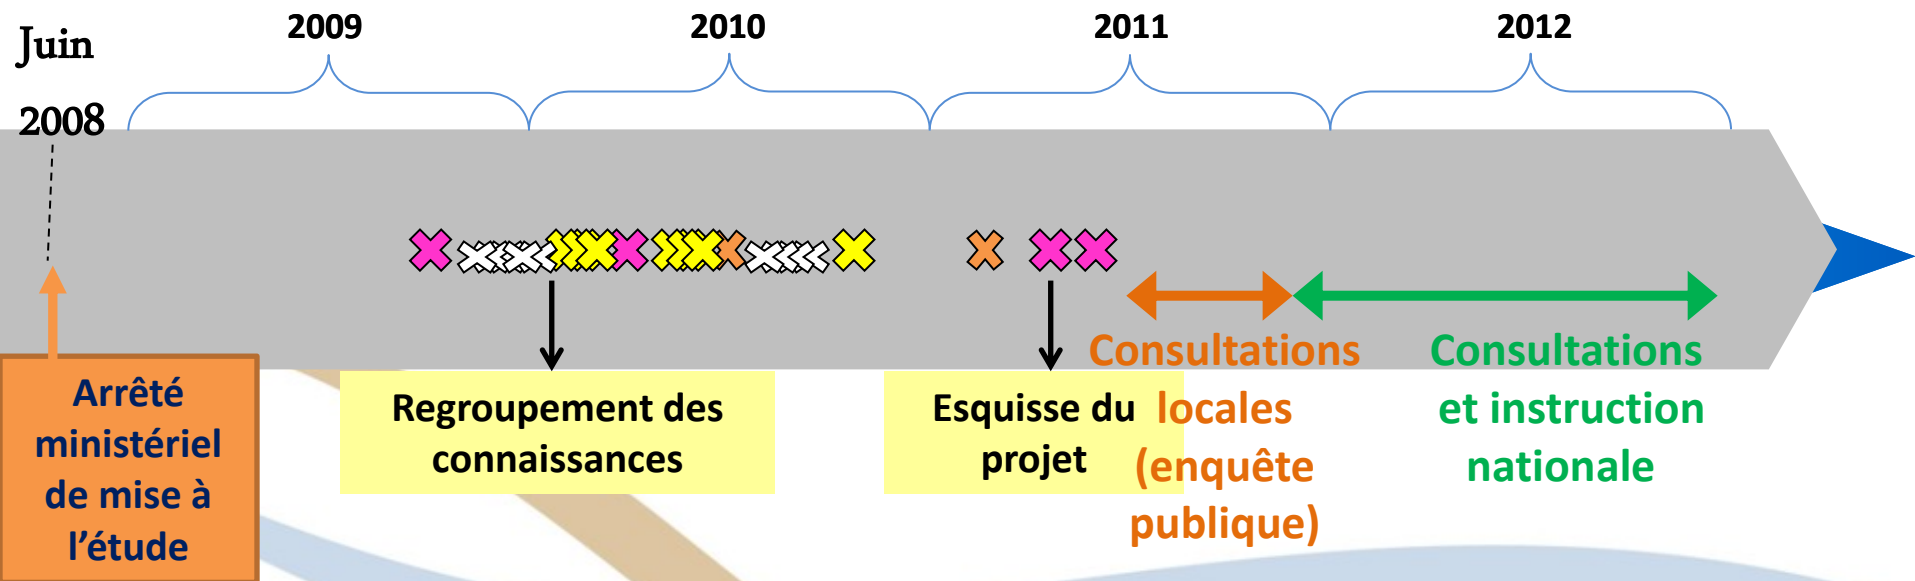 Juin
2008
2009
2010
2011
2012
Arrêté
ministériel
de mise à
l’étude
Regroupement des
connaissances
Esquisse du
projet
Consultations
locales
(enquête
publique)
Consultations
et instruction
nationale